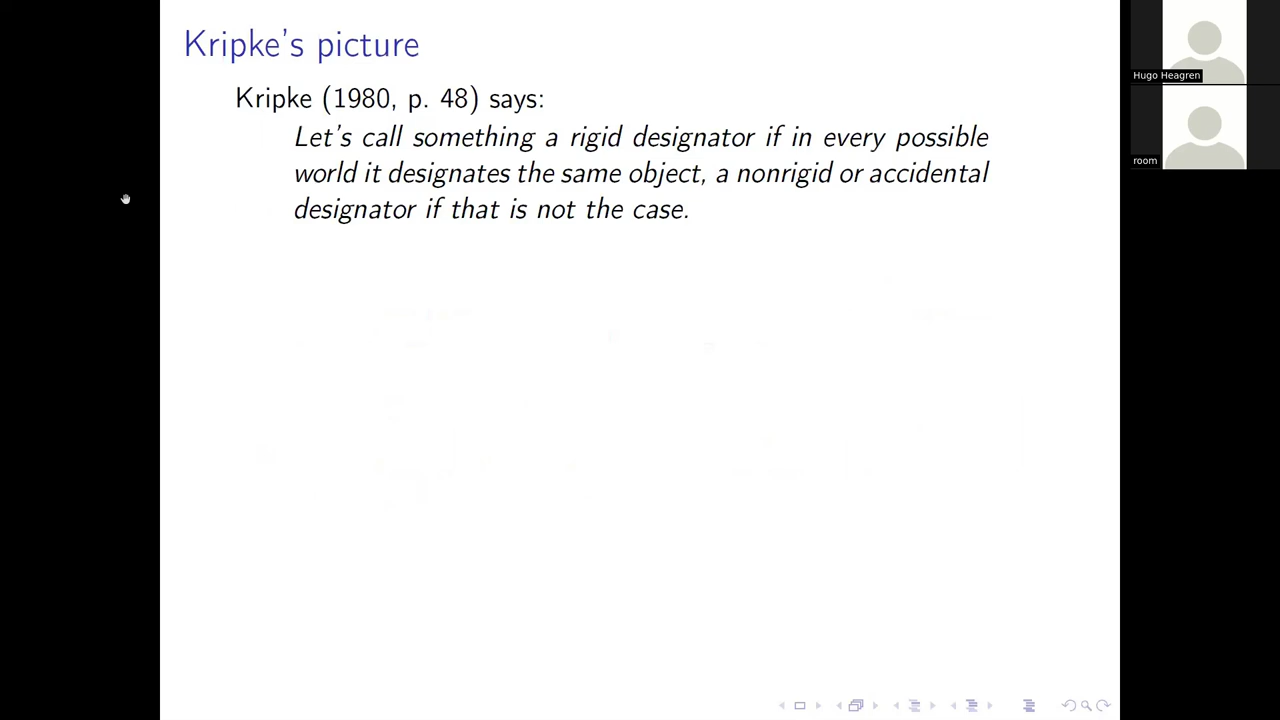 Kripke's picture
Kripke (1980, p. 48) says:
Let's call something a rigid designator if in every possible
world it designates the same object, a nonrigid or accidental
designator if that is not the case.
Hugo Heagren
room